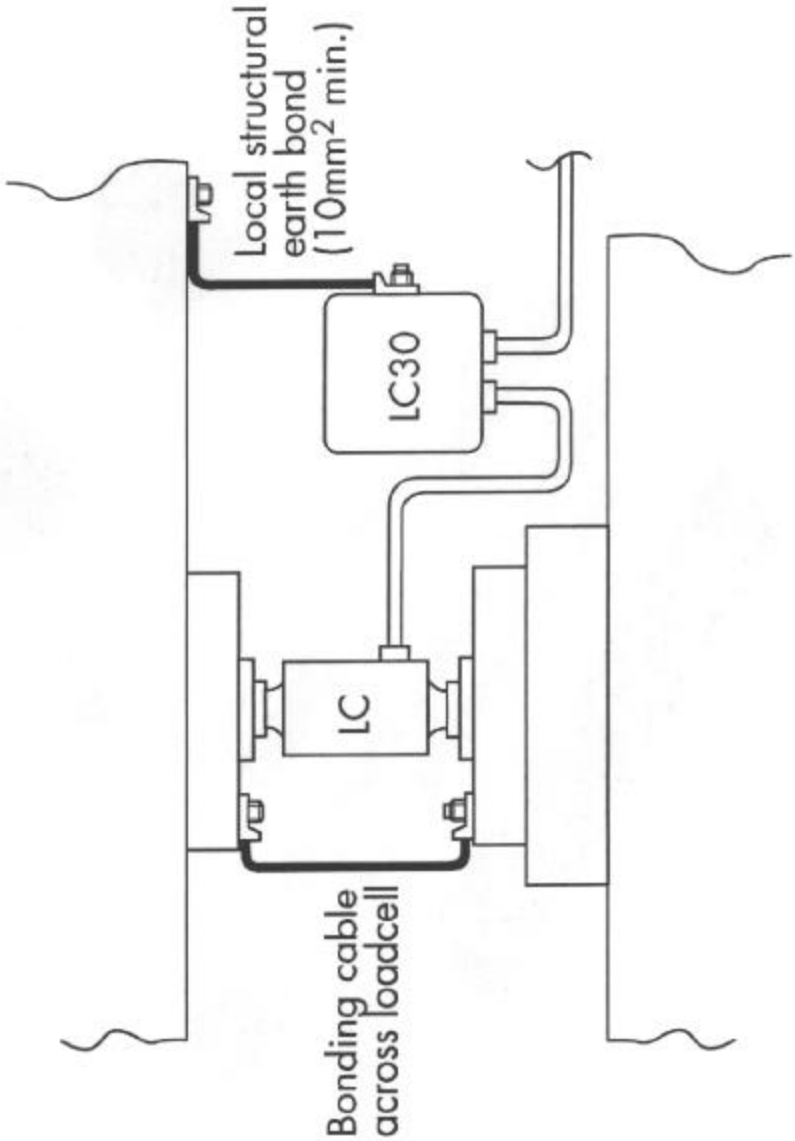 Local structural
earth bond
(10mm² min.)
LC30
LC
Bonding cable
across loadcell